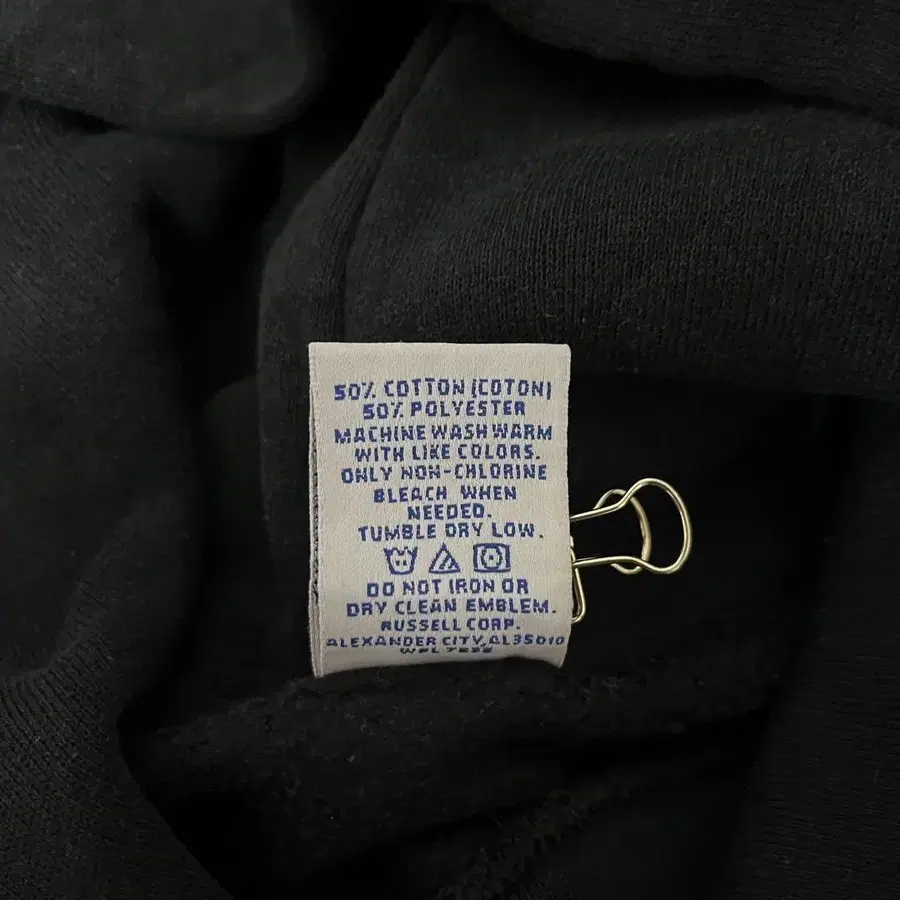 50% COTTON (COTON)
50% POLYESTER
MACHINE WASH WARM
WITH LIKE COLORS.
ONLY NON-CHLORINE
BLEACH WHEN
NEEDED.
TUMBLE DRY LOW.
DO NOT IRON OR
DRY CLEAN EMBLEM.
RUSSELL CORP.
ALEXANDER CITY, AL 35010